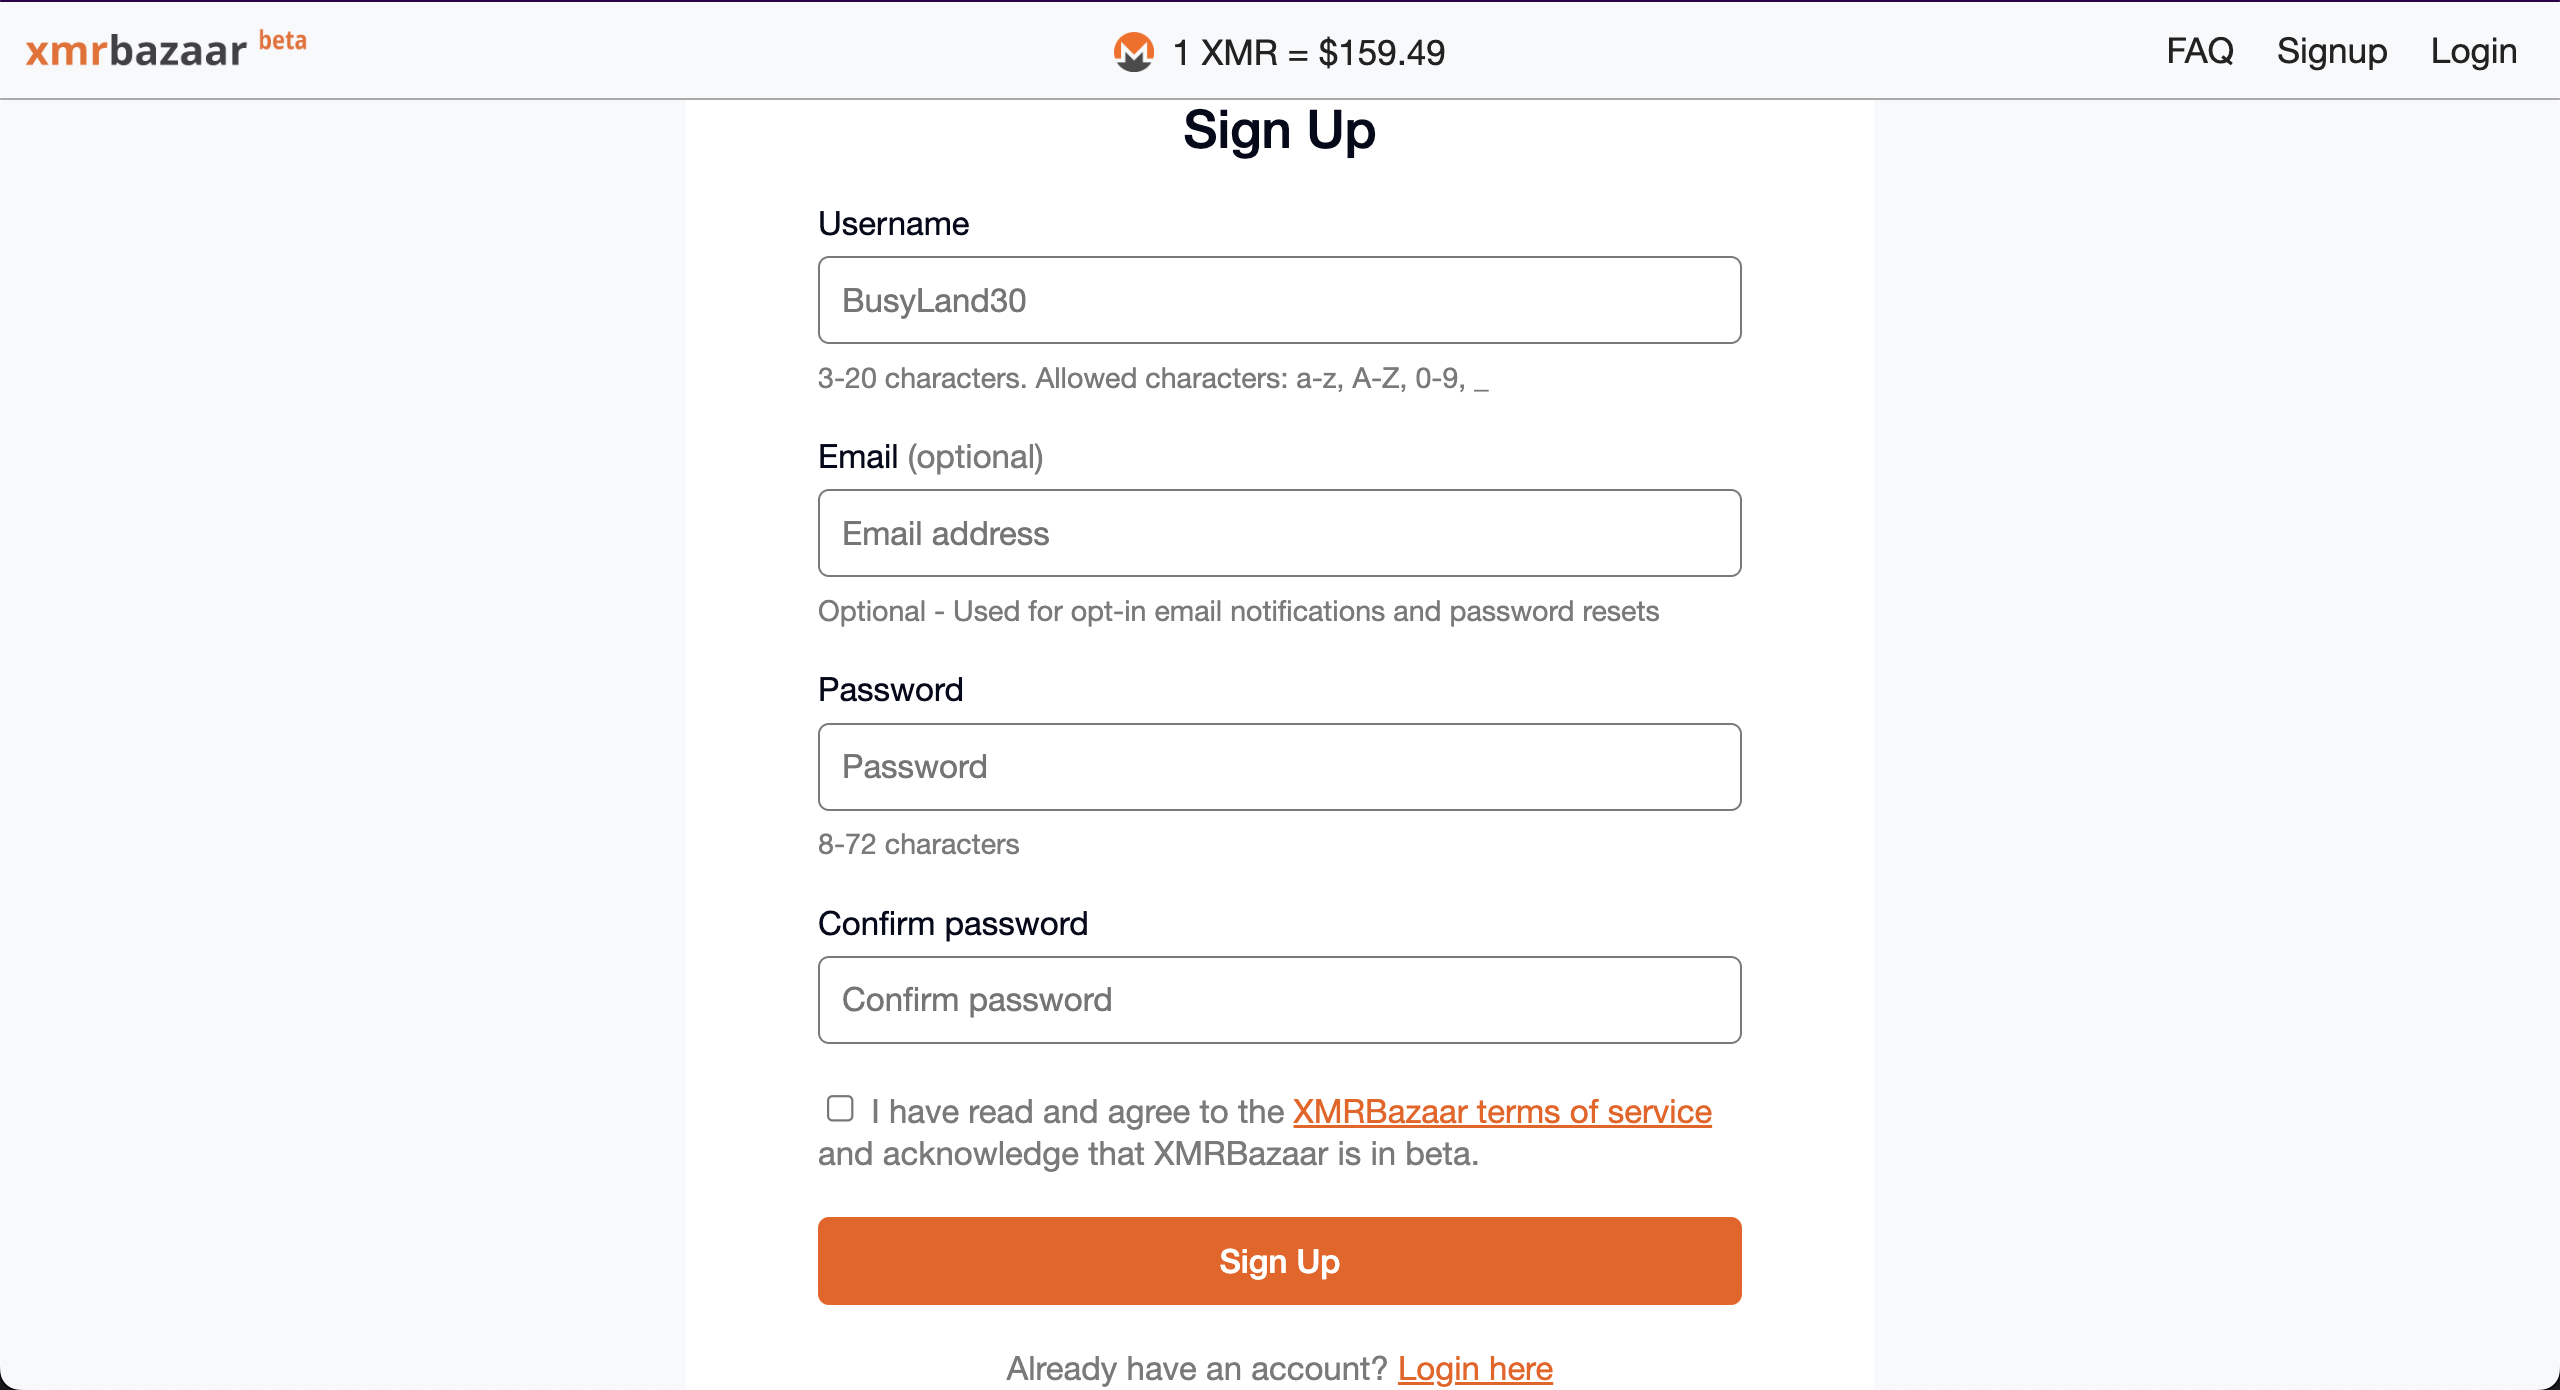 xmrbazaar beta
1 XMR = $159.49
FAQ Signup Login
Sign Up
Username
BusyLand30
3-20 characters. Allowed characters: a-z, A-Z, 0-9, _
Email (optional)
Email address
Optional - Used for opt-in email notifications and password resets
Password
Password
8-72 characters
Confirm password
Confirm password
I have read and agree to the XMRBazaar terms of service
and acknowledge that XMRBazaar is in beta.
Sign Up
Already have an account? Login here